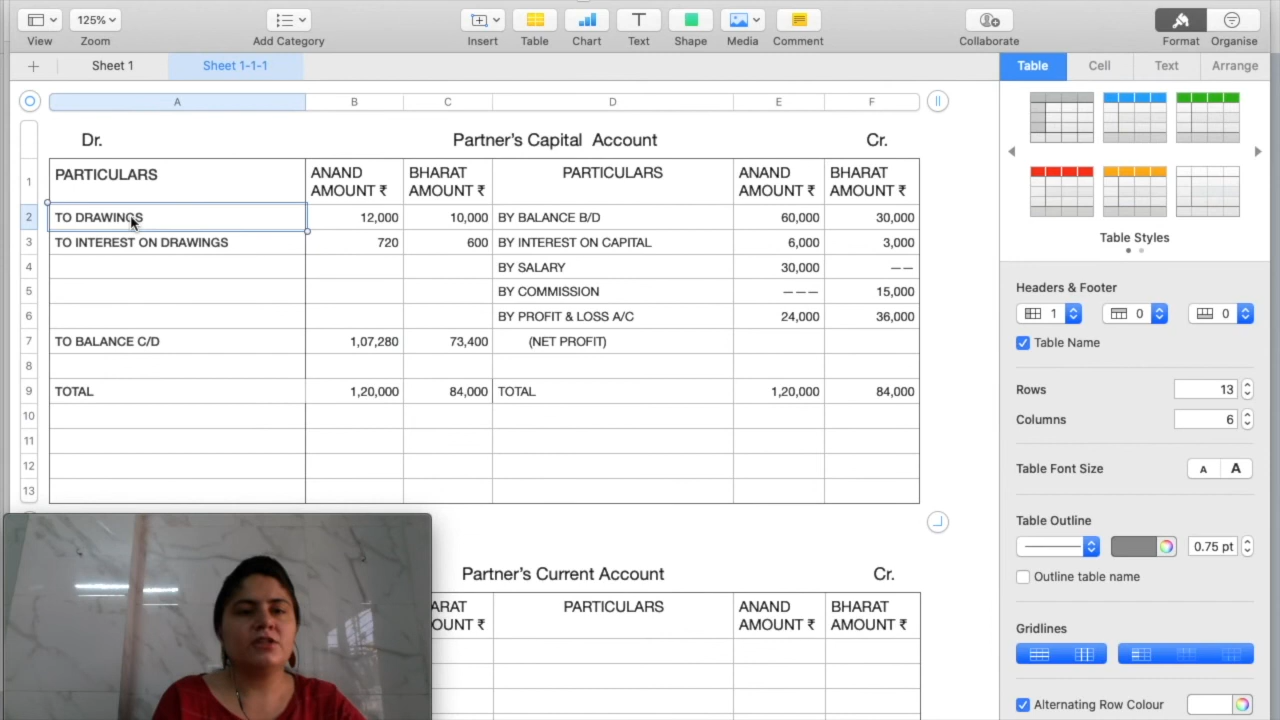 125%
View
Zoom
Add Category
Insert
Table
Chart
Text
Shape
Media
Comment
Collaborate
Format
Organise
Sheet 1
Sheet 1-1-1
Table
Cell
Text
Arrange
A
B
C
D
E
F
Dr.
Partner's Capital Account
Cr.
1
PARTICULARS
ANAND
AMOUNT ₹
BHARAT
AMOUNT ₹
PARTICULARS
ANAND
AMOUNT ₹
BHARAT
AMOUNT ₹
2 TO DRAWINGS 12,000 10,000 BY BALANCE B/D 60,000 30,000
3 TO INTEREST ON DRAWINGS 720 600 BY INTEREST ON CAPITAL 6,000 3,000
4 BY SALARY 30,000 ——
5 BY COMMISSION ——— 15,000
6 BY PROFIT & LOSS A/C 24,000 36,000
7 TO BALANCE C/D 1,07,280 73,400 (NET PROFIT)
8
9 TOTAL 1,20,000 84,000 TOTAL 1,20,000 84,000
10
11
12
13
Partner's Current Account
Cr.
ARAT
OUNT ₹
PARTICULARS
ANAND
AMOUNT ₹
BHARAT
AMOUNT ₹
Table Styles
Headers & Footer
1
0
0
Table Name
Rows 13
Columns 6
Table Font Size A A
Table Outline
0.75 pt
Outline table name
Gridlines
Alternating Row Colour